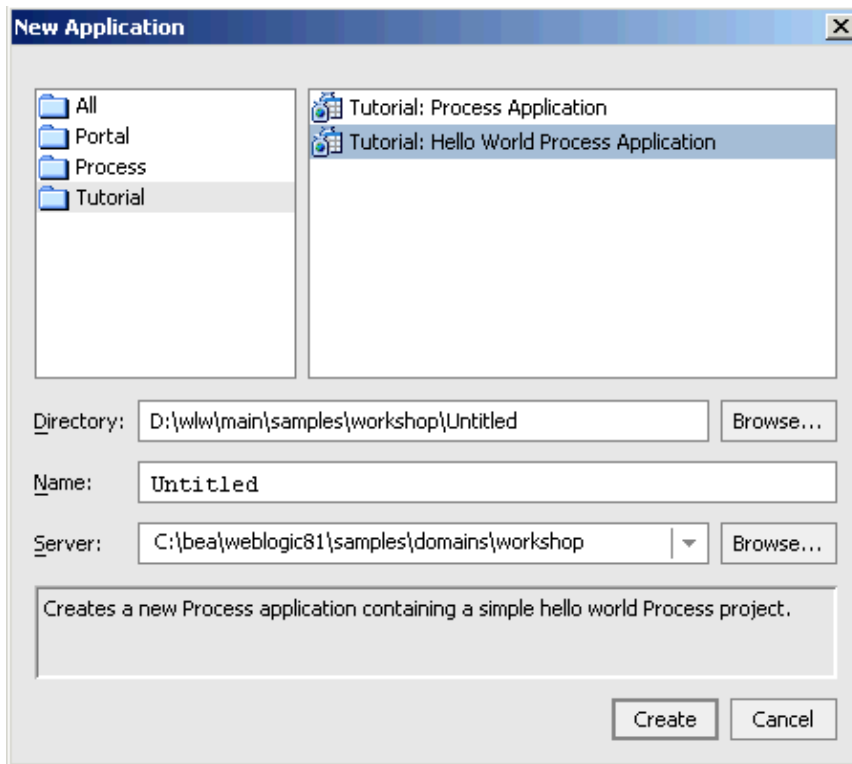 New Application
All
Portal
Process
Tutorial
Tutorial: Process Application
Tutorial: Hello World Process Application
Directory: D:\wlw\main\samples\workshop\Untitled Browse...
Name: Untitled
Server: C:\bea\weblogic81\samples\domains\workshop Browse...
Creates a new Process application containing a simple hello world Process project.
Create Cancel